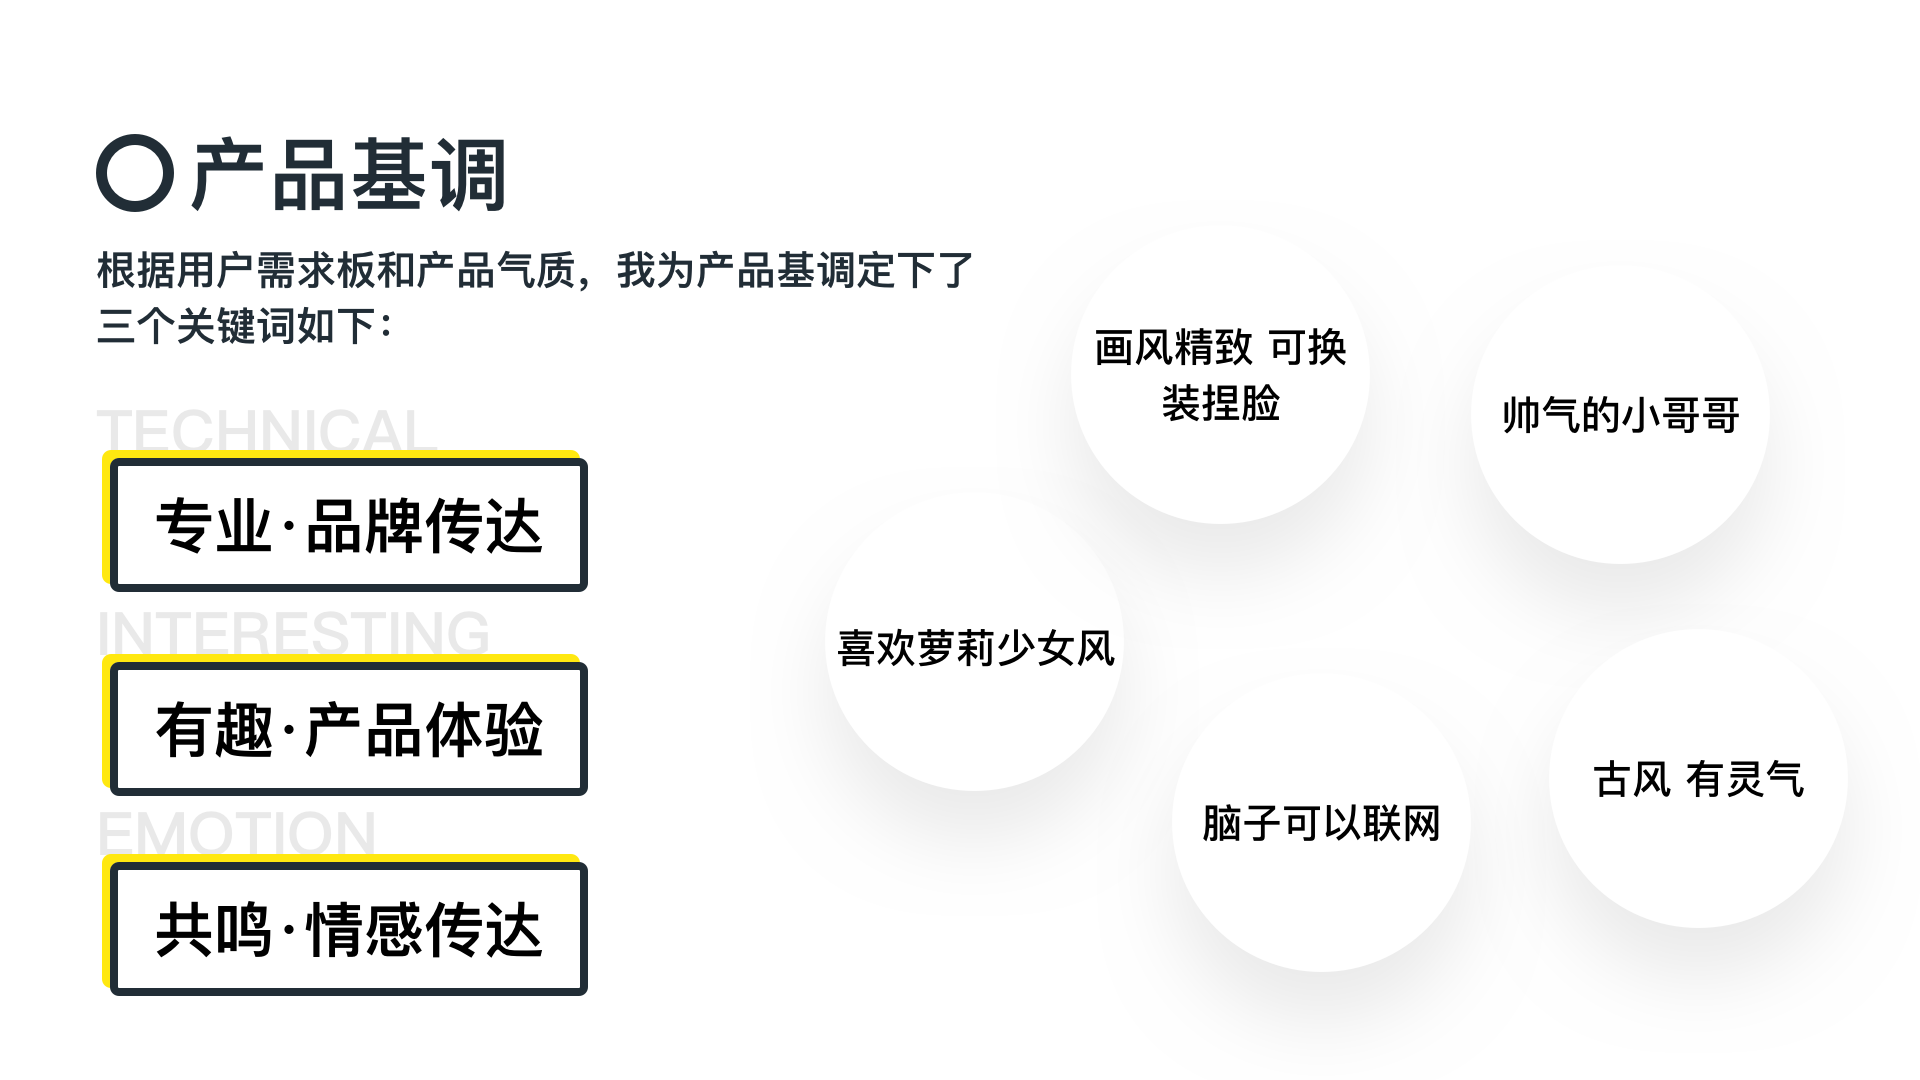 产品基调
根据用户需求板和产品气质，我为产品基调定下了
三个关键词如下：
TECHNICAL
专业·品牌传达
INTERESTING
有趣·产品体验
EMOTION
共鸣·情感传达
画风精致 可换
装捏脸
帅气的小哥哥
喜欢萝莉少女风
脑子可以联网
古风 有灵气